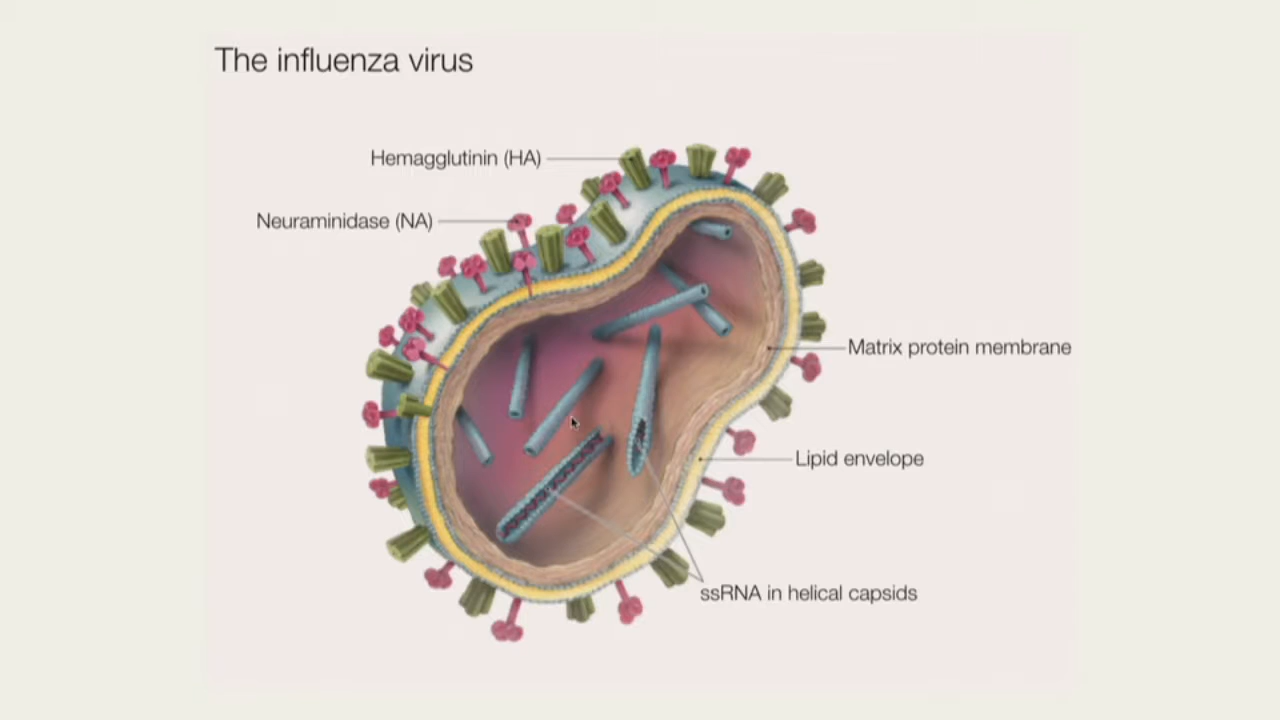 The influenza virus
Hemagglutinin (HA)
Neuraminidase (NA)
Matrix protein membrane
Lipid envelope
ssRNA in helical capsids